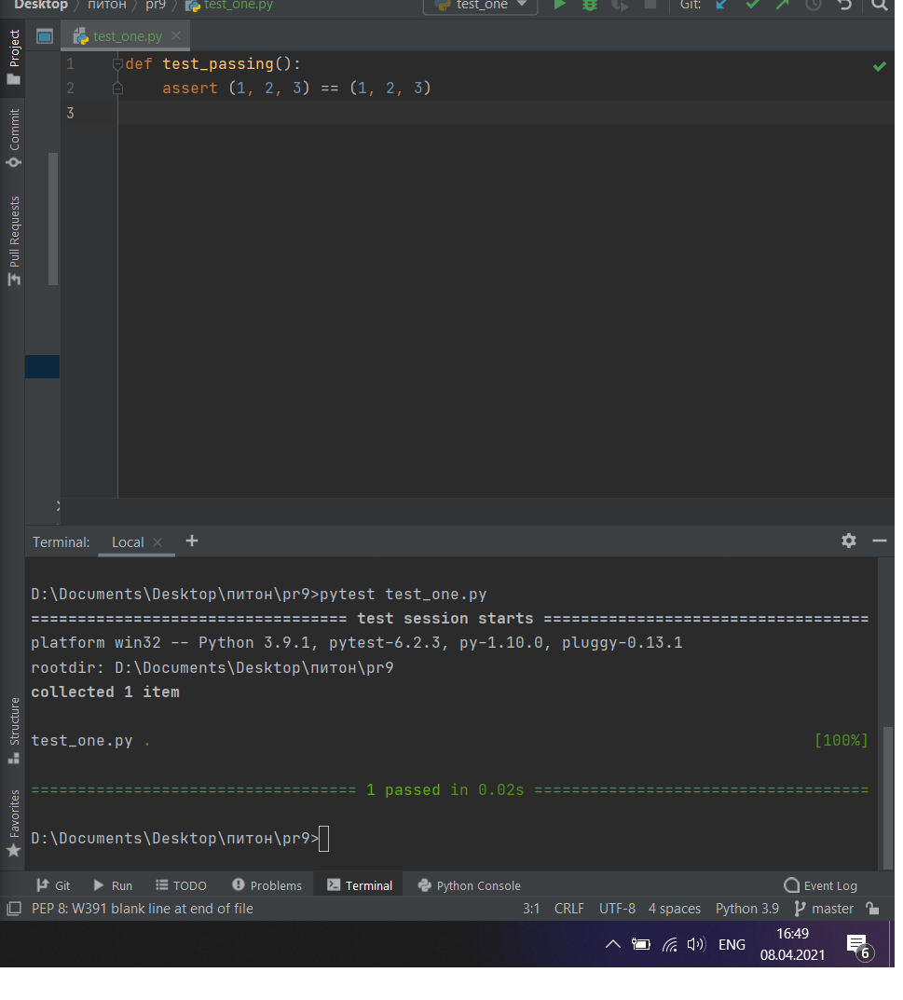 Desktop питон pr9 test_one.py test_one Git:
Project
Commit
Pull Requests
Structure
Favorites
test_one.py
1 def test_passing():
2 assert (1, 2, 3) == (1, 2, 3)
3
Terminal: Local +
D:\Documents\Desktop\питон\pr9>pytest test_one.py
================================== test session starts ===================================
platform win32 -- Python 3.9.1, pytest-6.2.3, py-1.10.0, pluggy-0.13.1
rootdir: D:\Documents\Desktop\питон\pr9
collected 1 item
test_one.py . [100%]
=================================== 1 passed in 0.02s ====================================
D:\Documents\Desktop\питон\pr9>
Git Run TODO Problems Terminal Python Console Event Log
PEP 8: W391 blank line at end of file 3:1 CRLF UTF-8 4 spaces Python 3.9 master
ENG 16:49
08.04.2021
6